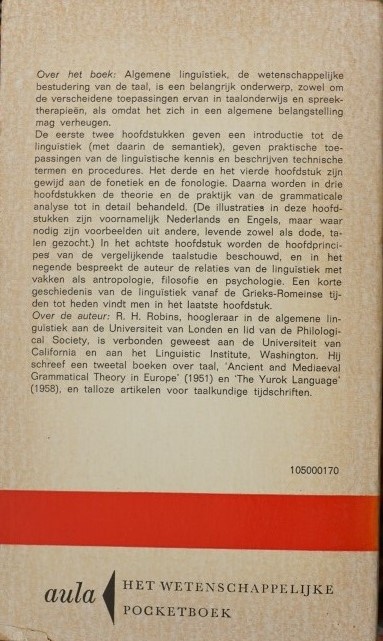 Over het boek: Algemene linguïstiek, de wetenschappelijke
bestudering van de taal, is een belangrijk onderwerp, zowel om
de verscheidene toepassingen ervan in taalonderwijs en spreek-
therapieën, als omdat het zich in een algemene belangstelling
mag verheugen.
De eerste twee hoofdstukken geven een introductie tot de
linguïstiek (met daarin de semantiek), geven praktische toe-
passingen van de linguïstische kennis en beschrijven technische
termen en procedures. Het derde en het vierde hoofdstuk zijn
gewijd aan de fonetiek en de fonologie. Daarna worden in drie
hoofdstukken de theorie en de praktijk van de grammaticale
analyse tot in detail behandeld. (De illustraties in deze hoofd-
stukken zijn voornamelijk Nederlands en Engels, maar waar
nodig zijn voorbeelden uit andere, levende zowel als dode, ta-
len gezocht.) In het achtste hoofdstuk worden de hoofdprinci-
pes van de vergelijkende taalstudie beschouwd, en in het
negende bespreekt de auteur de relaties van de linguïstiek met
vakken als antropologie, filosofie en psychologie. Een korte
geschiedenis van de linguïstiek vanaf de Grieks-Romeinse tij-
den tot heden vindt men in het laatste hoofdstuk.
Over de auteur: R. H. Robins, hoogleraar in de algemene lin-
guïstiek aan de Universiteit van Londen en lid van de Philologi-
cal Society, is verbonden geweest aan de Universiteit van
California en aan het Linguistic Institute, Washington. Hij
schreef een tweetal boeken over taal, 'Ancient and Mediaeval
Grammatical Theory in Europe' (1951) en 'The Yurok Language'
(1958), en talloze artikelen voor taalkundige tijdschriften.
105000170
aula HET WETENSCHAPPELIJKE
POCKETBOEK